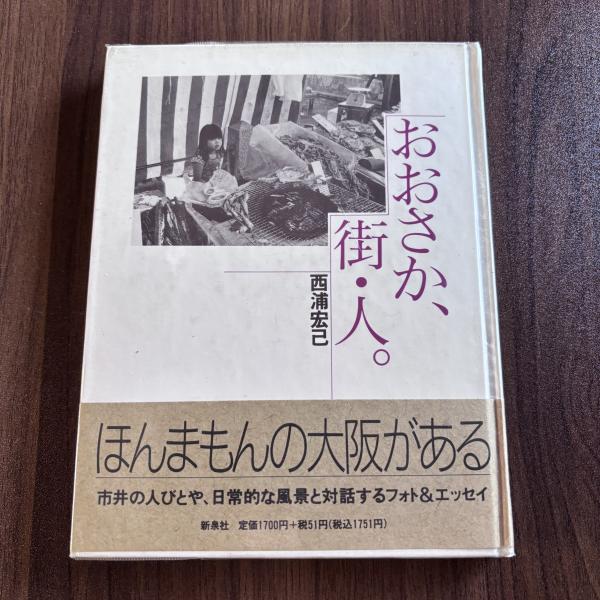 おおさか、
街・人。
西浦宏己
ほんまもんの大阪がある
市井の人びとや、日常的な風景と対話するフォト&エッセイ
新泉社 定価1700円+税51円(税込1751円)